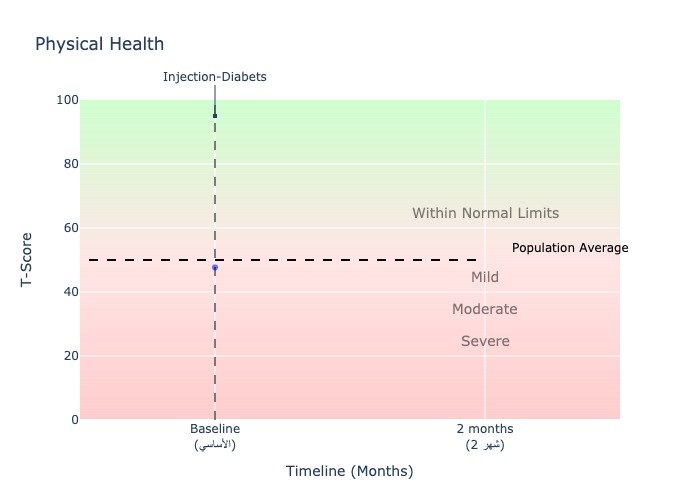 Physical Health
Injection-Diabets
100
80
Within Normal Limits
60
Population Average
T-Score
Mild
40
Moderate
Severe
20
0
Baseline
(الأساسي)
2 months
(2 شهر)
Timeline (Months)